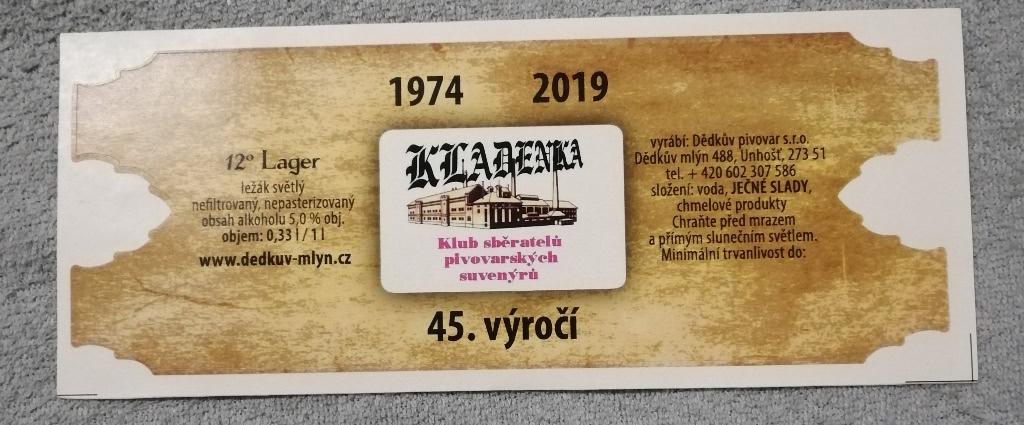 1974 2019
12º Lager
ležák světlý
nefiltrovaný, nepasterizovaný
obsah alkoholu 5,0 % obj.
objem: 0,33 l / 1 l
www.dedkuv-mlyn.cz
KLADENKA
Klub sběratelů
pivovarských
suvenýrů
vyrábí: Dědkův pivovar s.r.o.
Dědkův mlýn 488, Unhošť, 273 51
tel. + 420 602 307 586
složení: voda, JEČNÉ SLADY,
chmelové produkty
Chraňte před mrazem
a přímým slunečním světlem.
Minimální trvanlivost do:
45. výročí